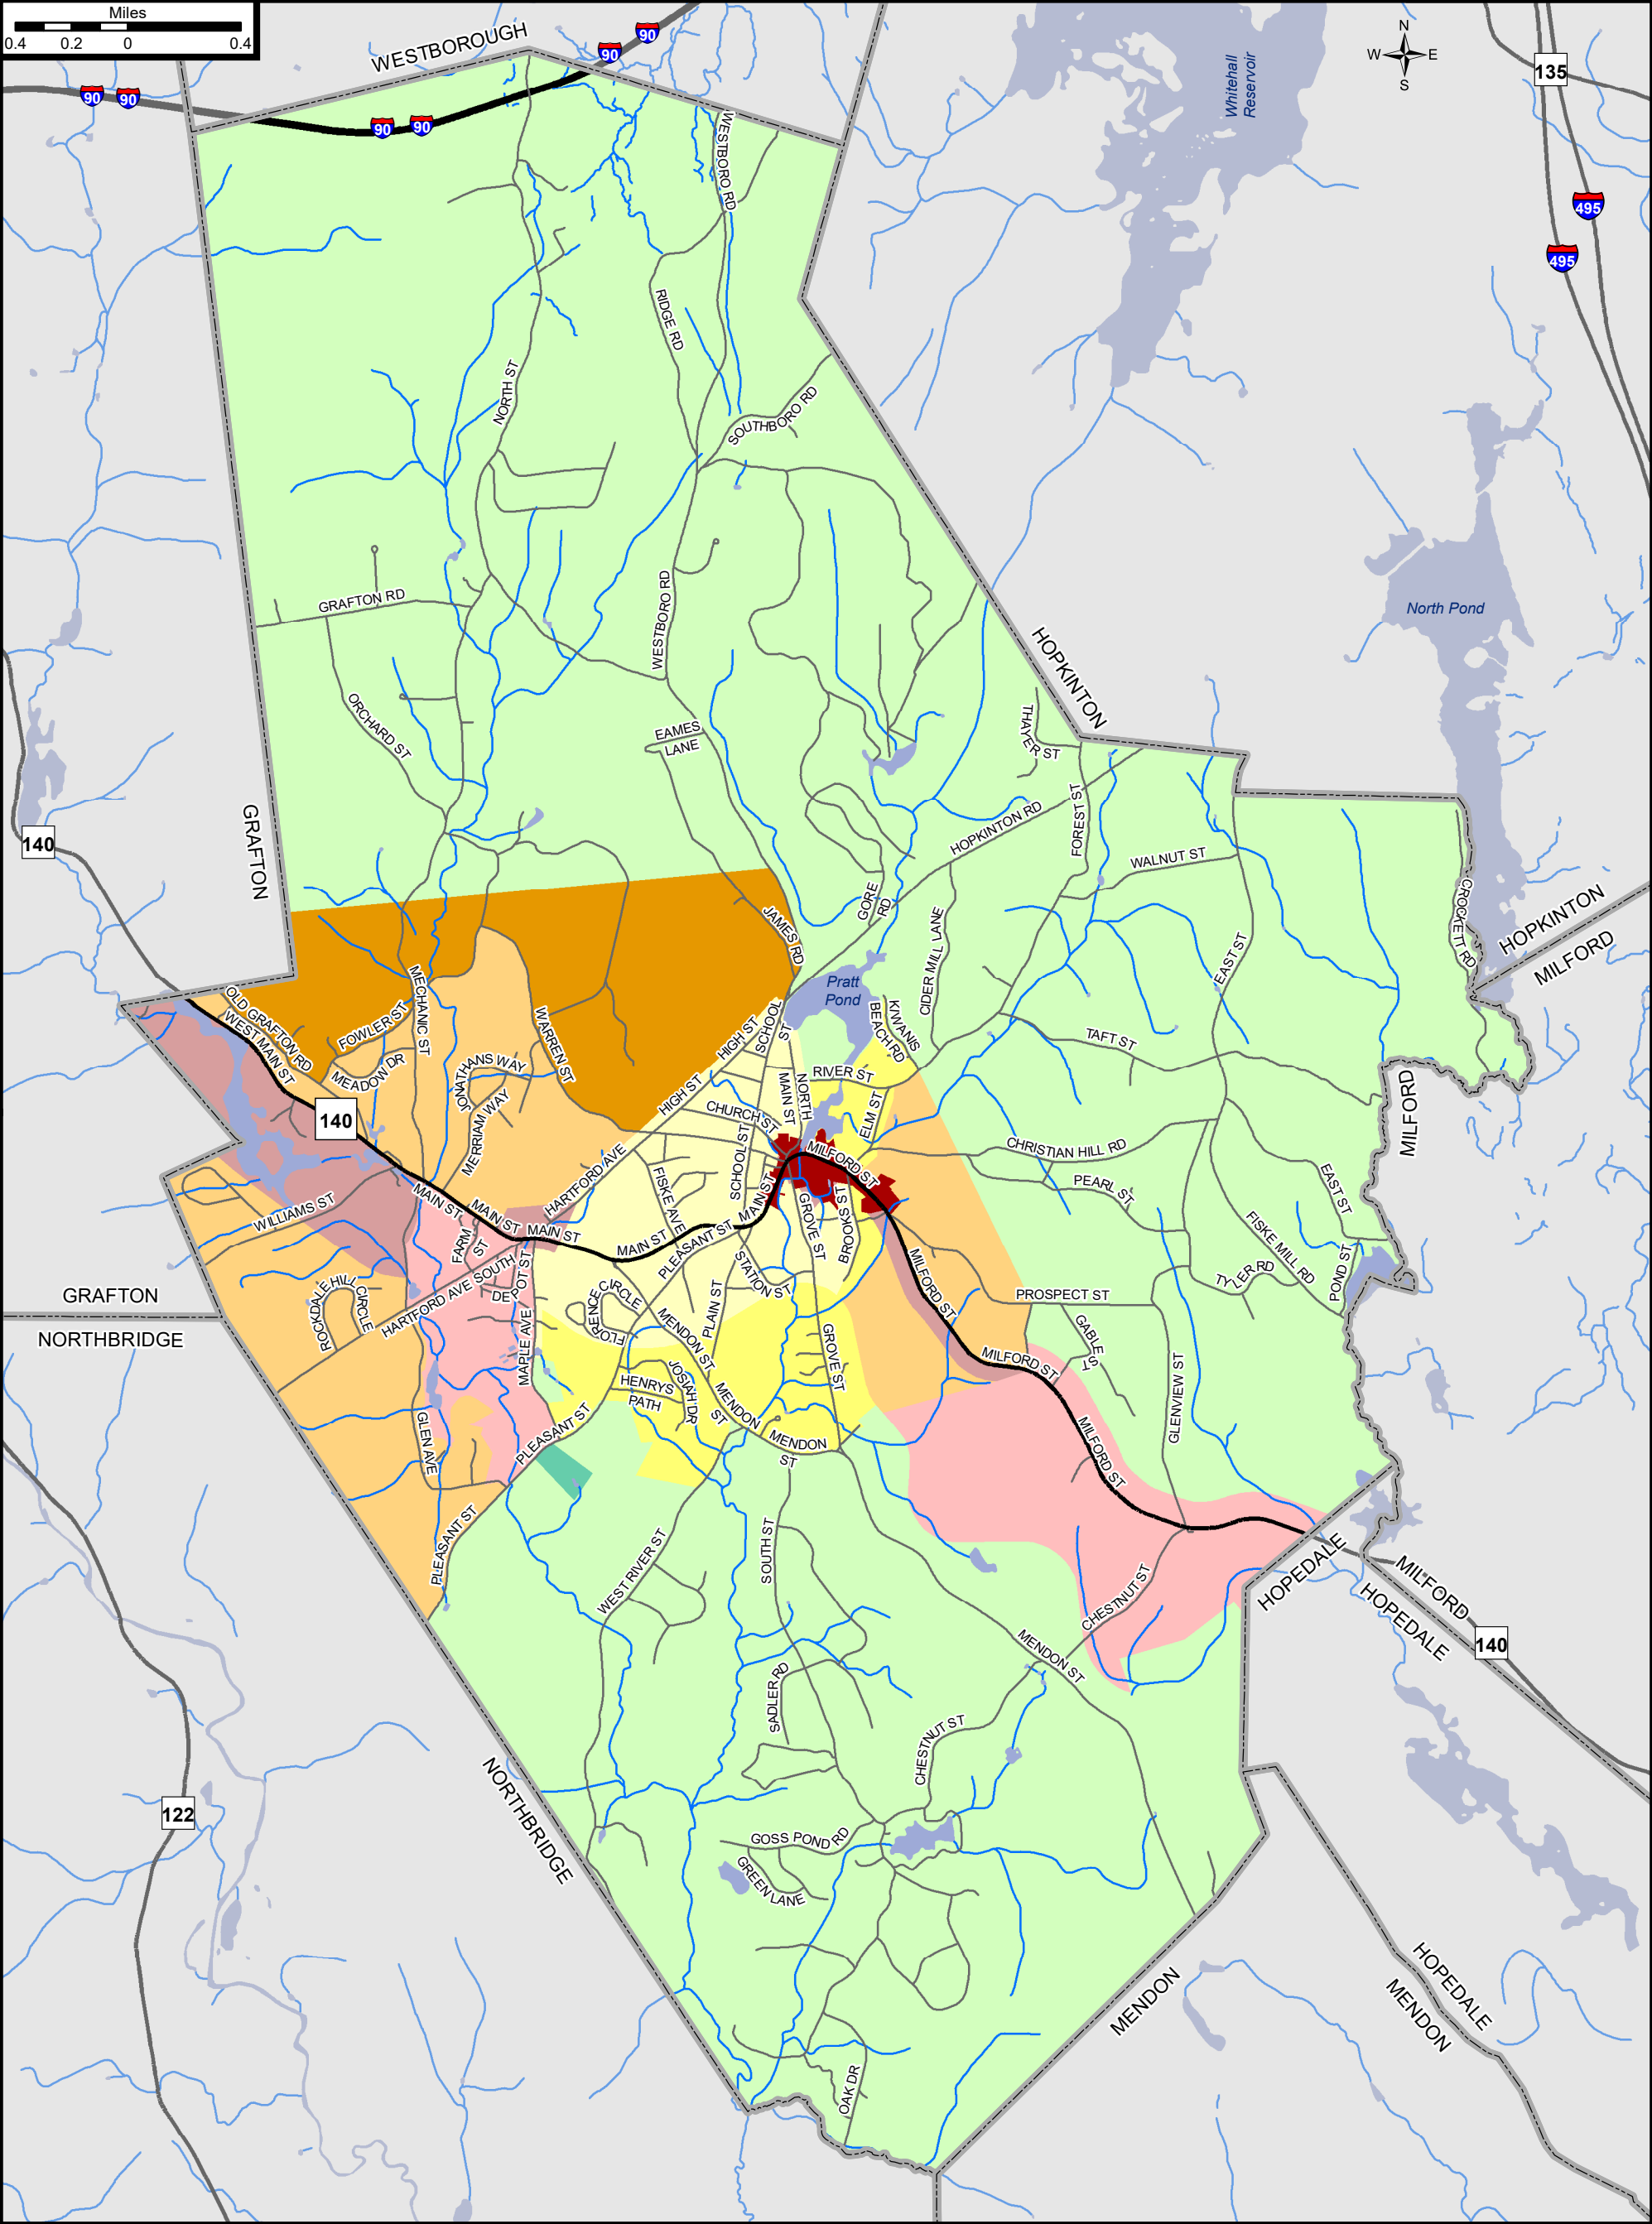 Miles
0.4 0.2 0 0.4
WESTBOROUGH
90
90
90
90
90
90
N
W E
S
135
495
495
Whitehall
Reservoir
WESTBORO RD
RIDGE RD
NORTH ST
SOUTHBORO RD
GRAFTON RD
WESTBORO RD
North Pond
HOPKINTON
ORCHARD ST
EAMES
LANE
THAYER ST
FOREST ST
HOPKINTON RD
WALNUT ST
GRAFTON
140
GORE
RD
CIDER MILL LANE
JAMES RD
EAST ST
CROCKETT RD
HOPKINTON
MILFORD
Pratt
Pond
MECHANIC ST
OLD GRAFTON RD
WEST MAIN ST
FOWLER ST
MEADOW DR
JONATHANS WAY
MERRIAM WAY
WARREN ST
HIGH ST
HIGH ST
SCHOOL
ST
KIWANIS
BEACH RD
TAFT ST
NORTH
MAIN ST
RIVER ST
ELM ST
CHURCH ST
SCHOOL ST
140
MILFORD
MILFORD ST
CHRISTIAN HILL RD
PEARL ST
EAST ST
FISKE MILL RD
POND ST
TYLER RD
HARTFORD AVE
FISKE AVE
MAIN ST
GROVE ST
BROOKS ST
WILLIAMS ST
MAIN ST
MAIN ST
MAIN ST
MAIN ST
PLEASANT ST
FARM
ST
HARTFORD AVE SOUTH
DEPOT ST
STATION ST
PLAIN ST
FLORENCE CIRCLE
MENDON ST
MILFORD ST
PROSPECT ST
GABLE ST
GRAFTON
NORTHBRIDGE
ROCKDALE HILL
CIRCLE
MAPLE AVE
GROVE ST
MILFORD ST
HENRYS
PATH
JOSIAH DR
MENDON
ST
MENDON
ST
GLENVIEW ST
MILFORD ST
GLEN AVE
PLEASANT ST
PLEASANT ST
WEST RIVER ST
SOUTH ST
CHESTNUT ST
MENDON ST
HOPEDALE
MILFORD
HOPEDALE
140
SADLER RD
CHESTNUT ST
NORTHBRIDGE
122
GOSS POND RD
GREEN LANE
MENDON
HOPEDALE
MENDON
OAK DR